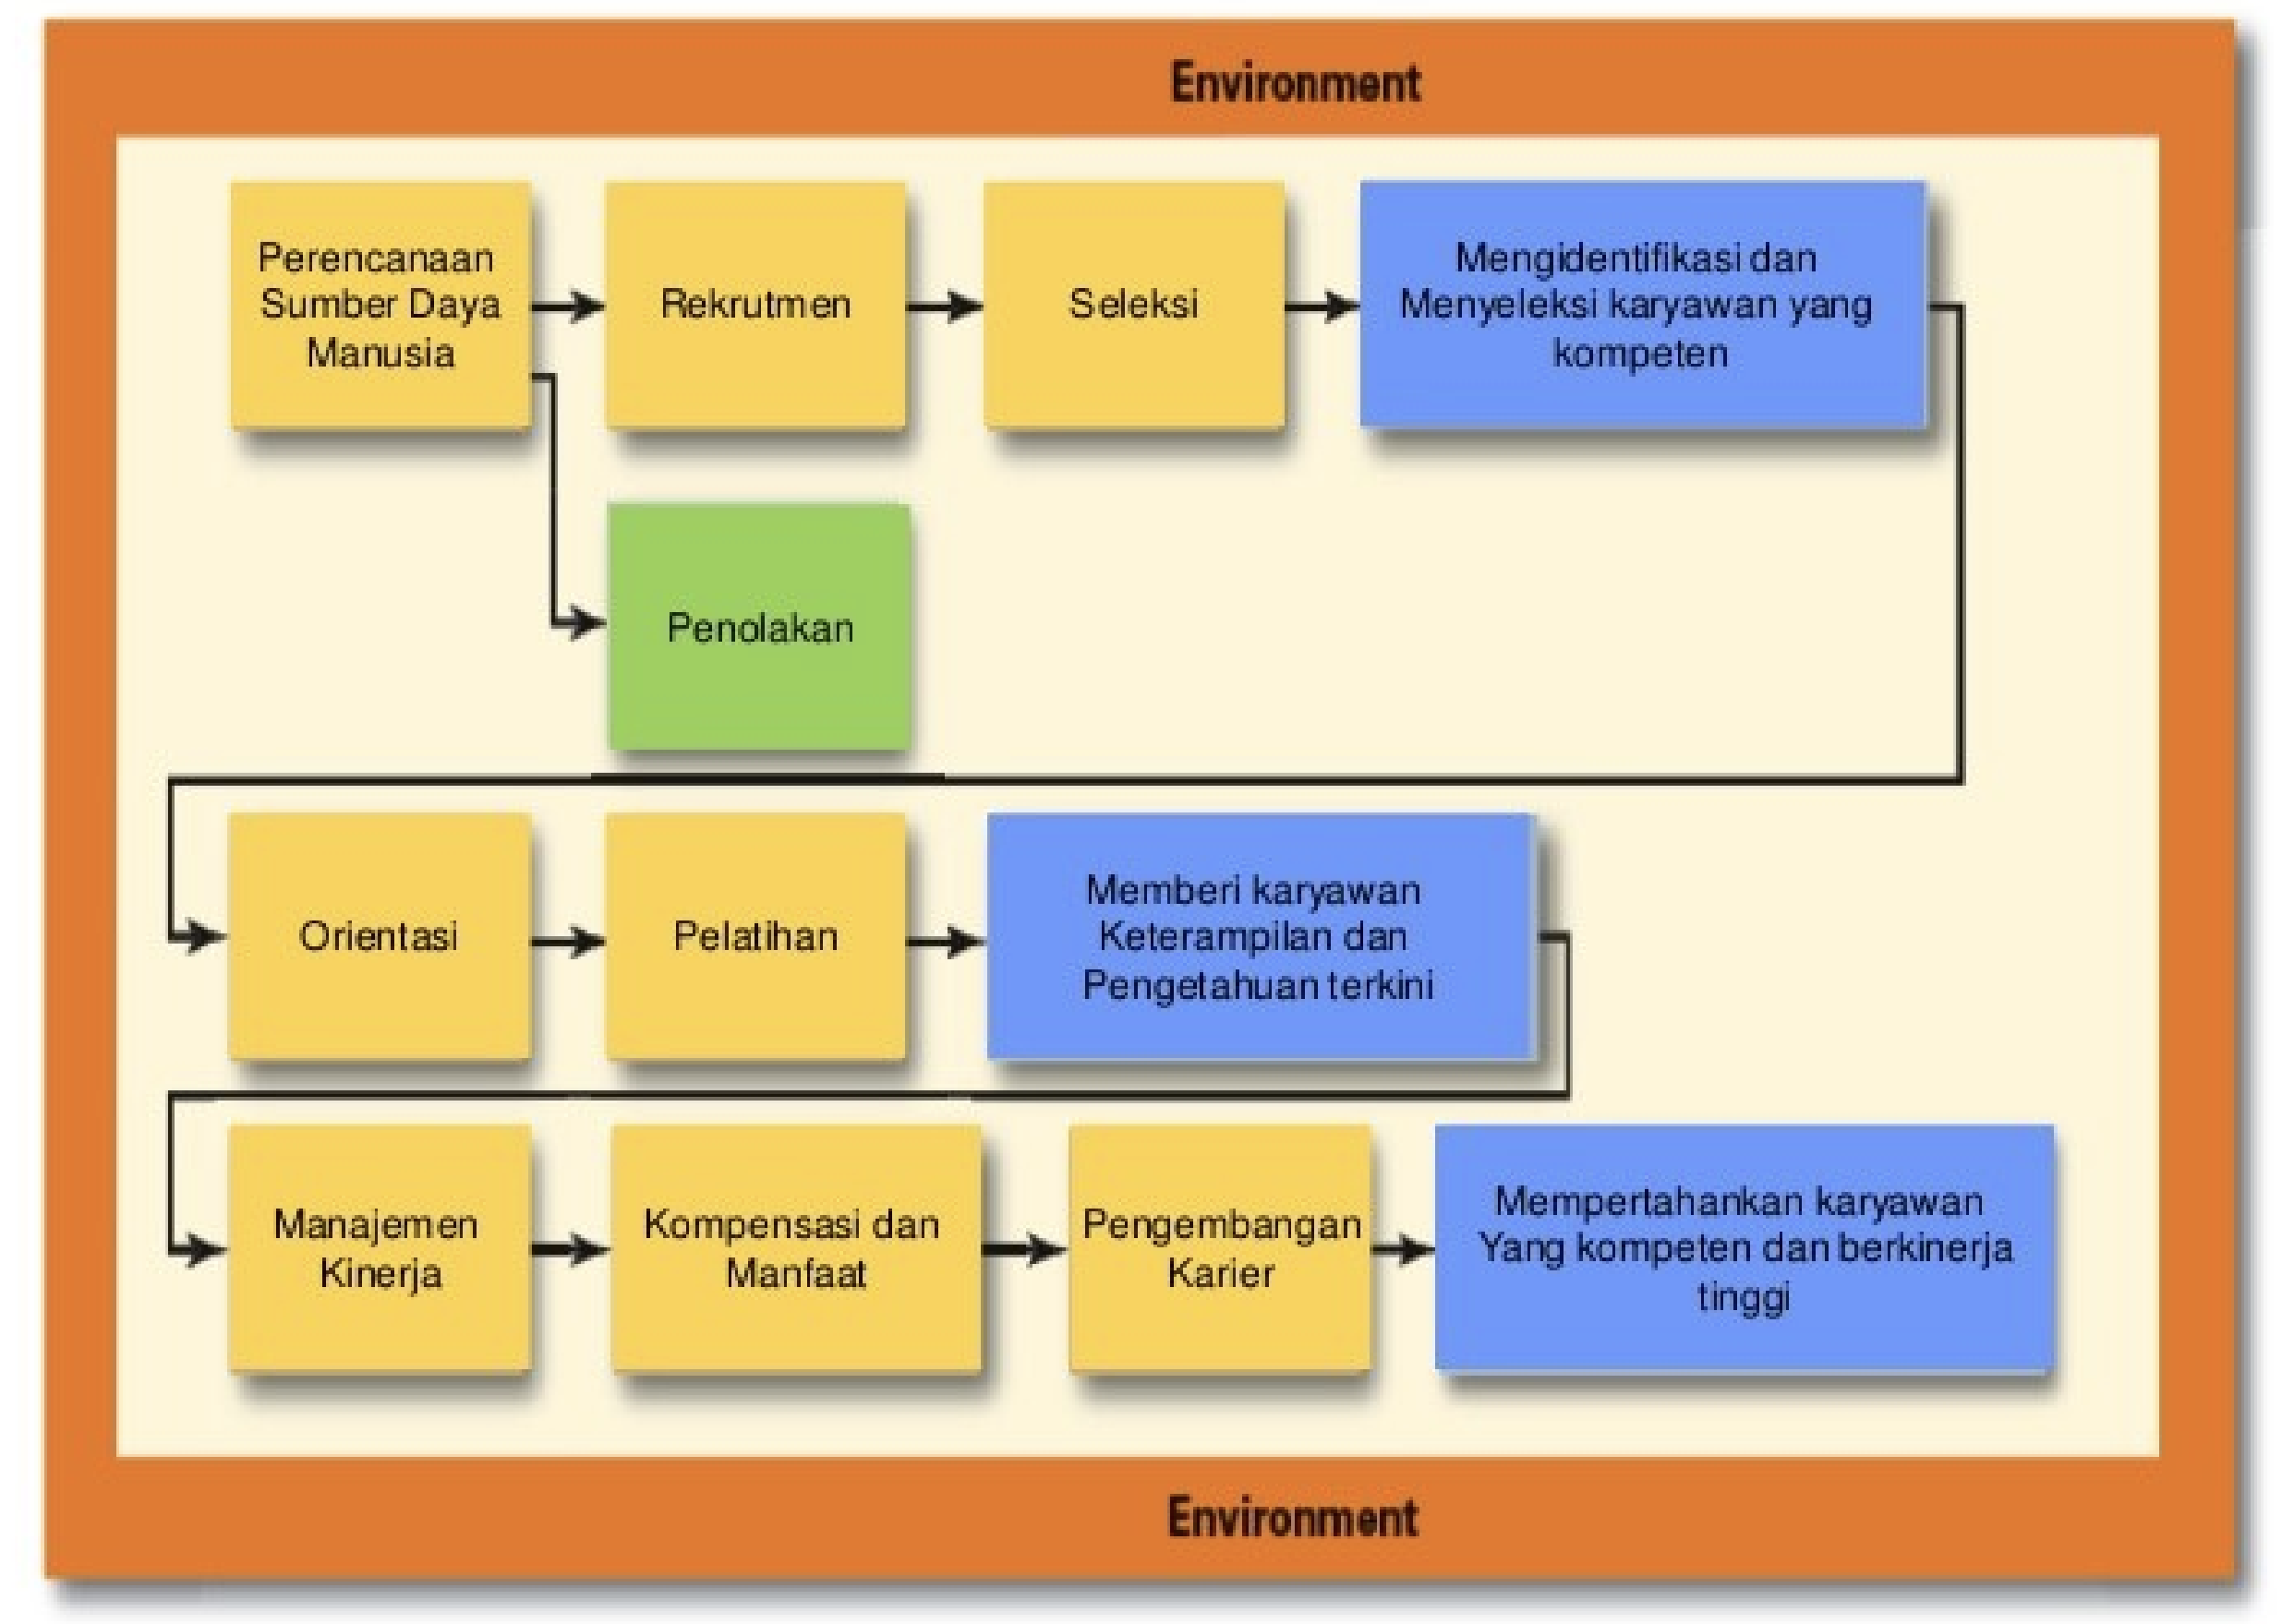 Environment
Perencanaan
Sumber Daya
Manusia
Rekrutmen
Seleksi
Mengidentifikasi dan
Menyeleksi karyawan yang
kompeten
Penolakan
Orientasi
Pelatihan
Memberi karyawan
Keterampilan dan
Pengetahuan terkini
Manajemen
Kinerja
Kompensasi dan
Manfaat
Pengembangan
Karier
Mempertahankan karyawan
Yang kompeten dan berkinerja
tinggi
Environment